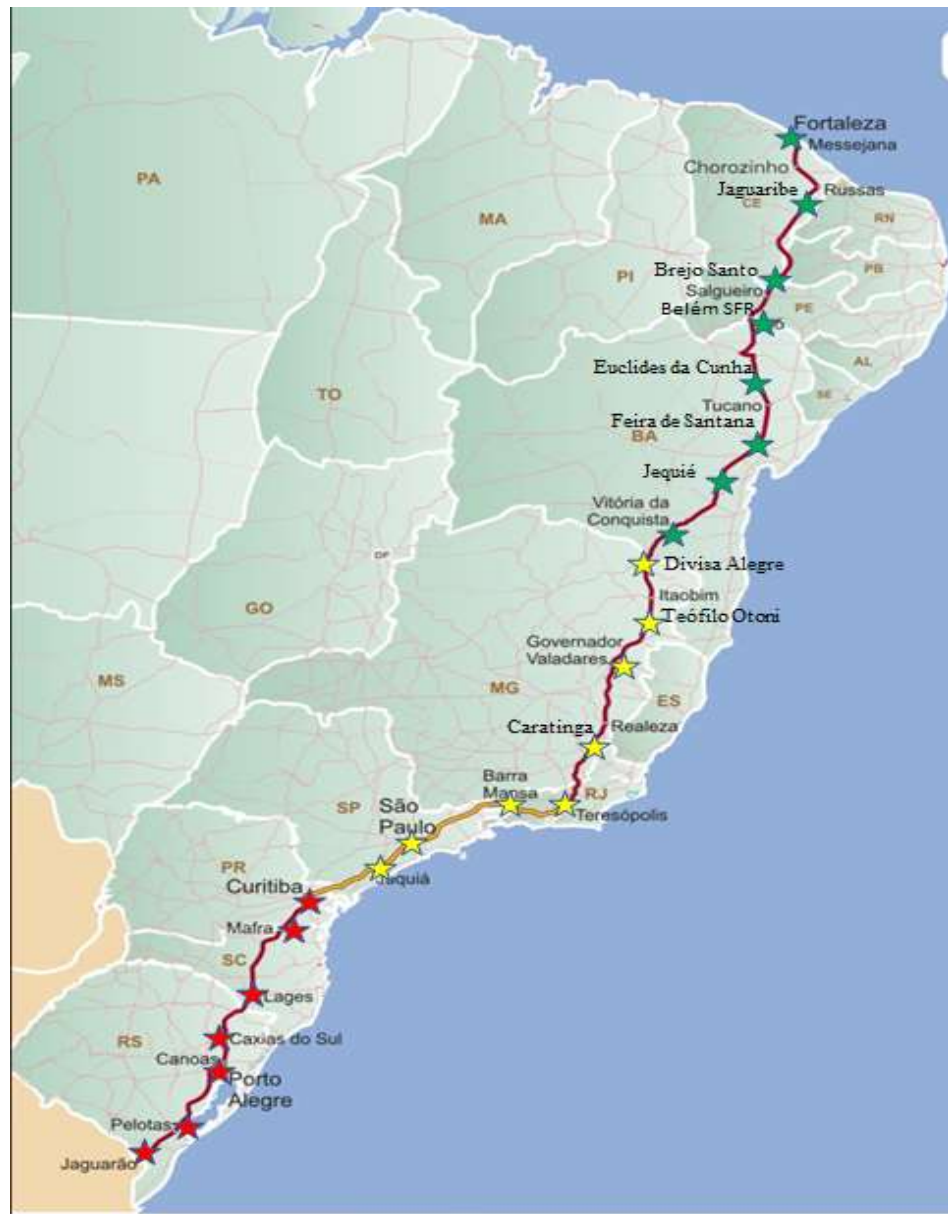 Fortaleza
Messejana
Chorozinho
PA
Jaguaribe
Russas
CE
RN
MA
Brejo Santo
PB
PI
Salgueiro
Belém SFR
PE
Euclides da Cunha
AL
TO
SE
Tucano
Feira de Santana
BA
Jequié
Vitória da
Conquista
DF
Divisa Alegre
Itaobim
GO
Teófilo Otoni
Governador
Valadares
MS
MG
ES
Caratinga
Realeza
Barra
Mansa
RJ
SP
São
Paulo
Teresópolis
PR
Juquiá
Curitiba
Mafra
SC
Lages
RS
Caxias do Sul
Canoas
Porto
Alegre
Pelotas
Jaguarão